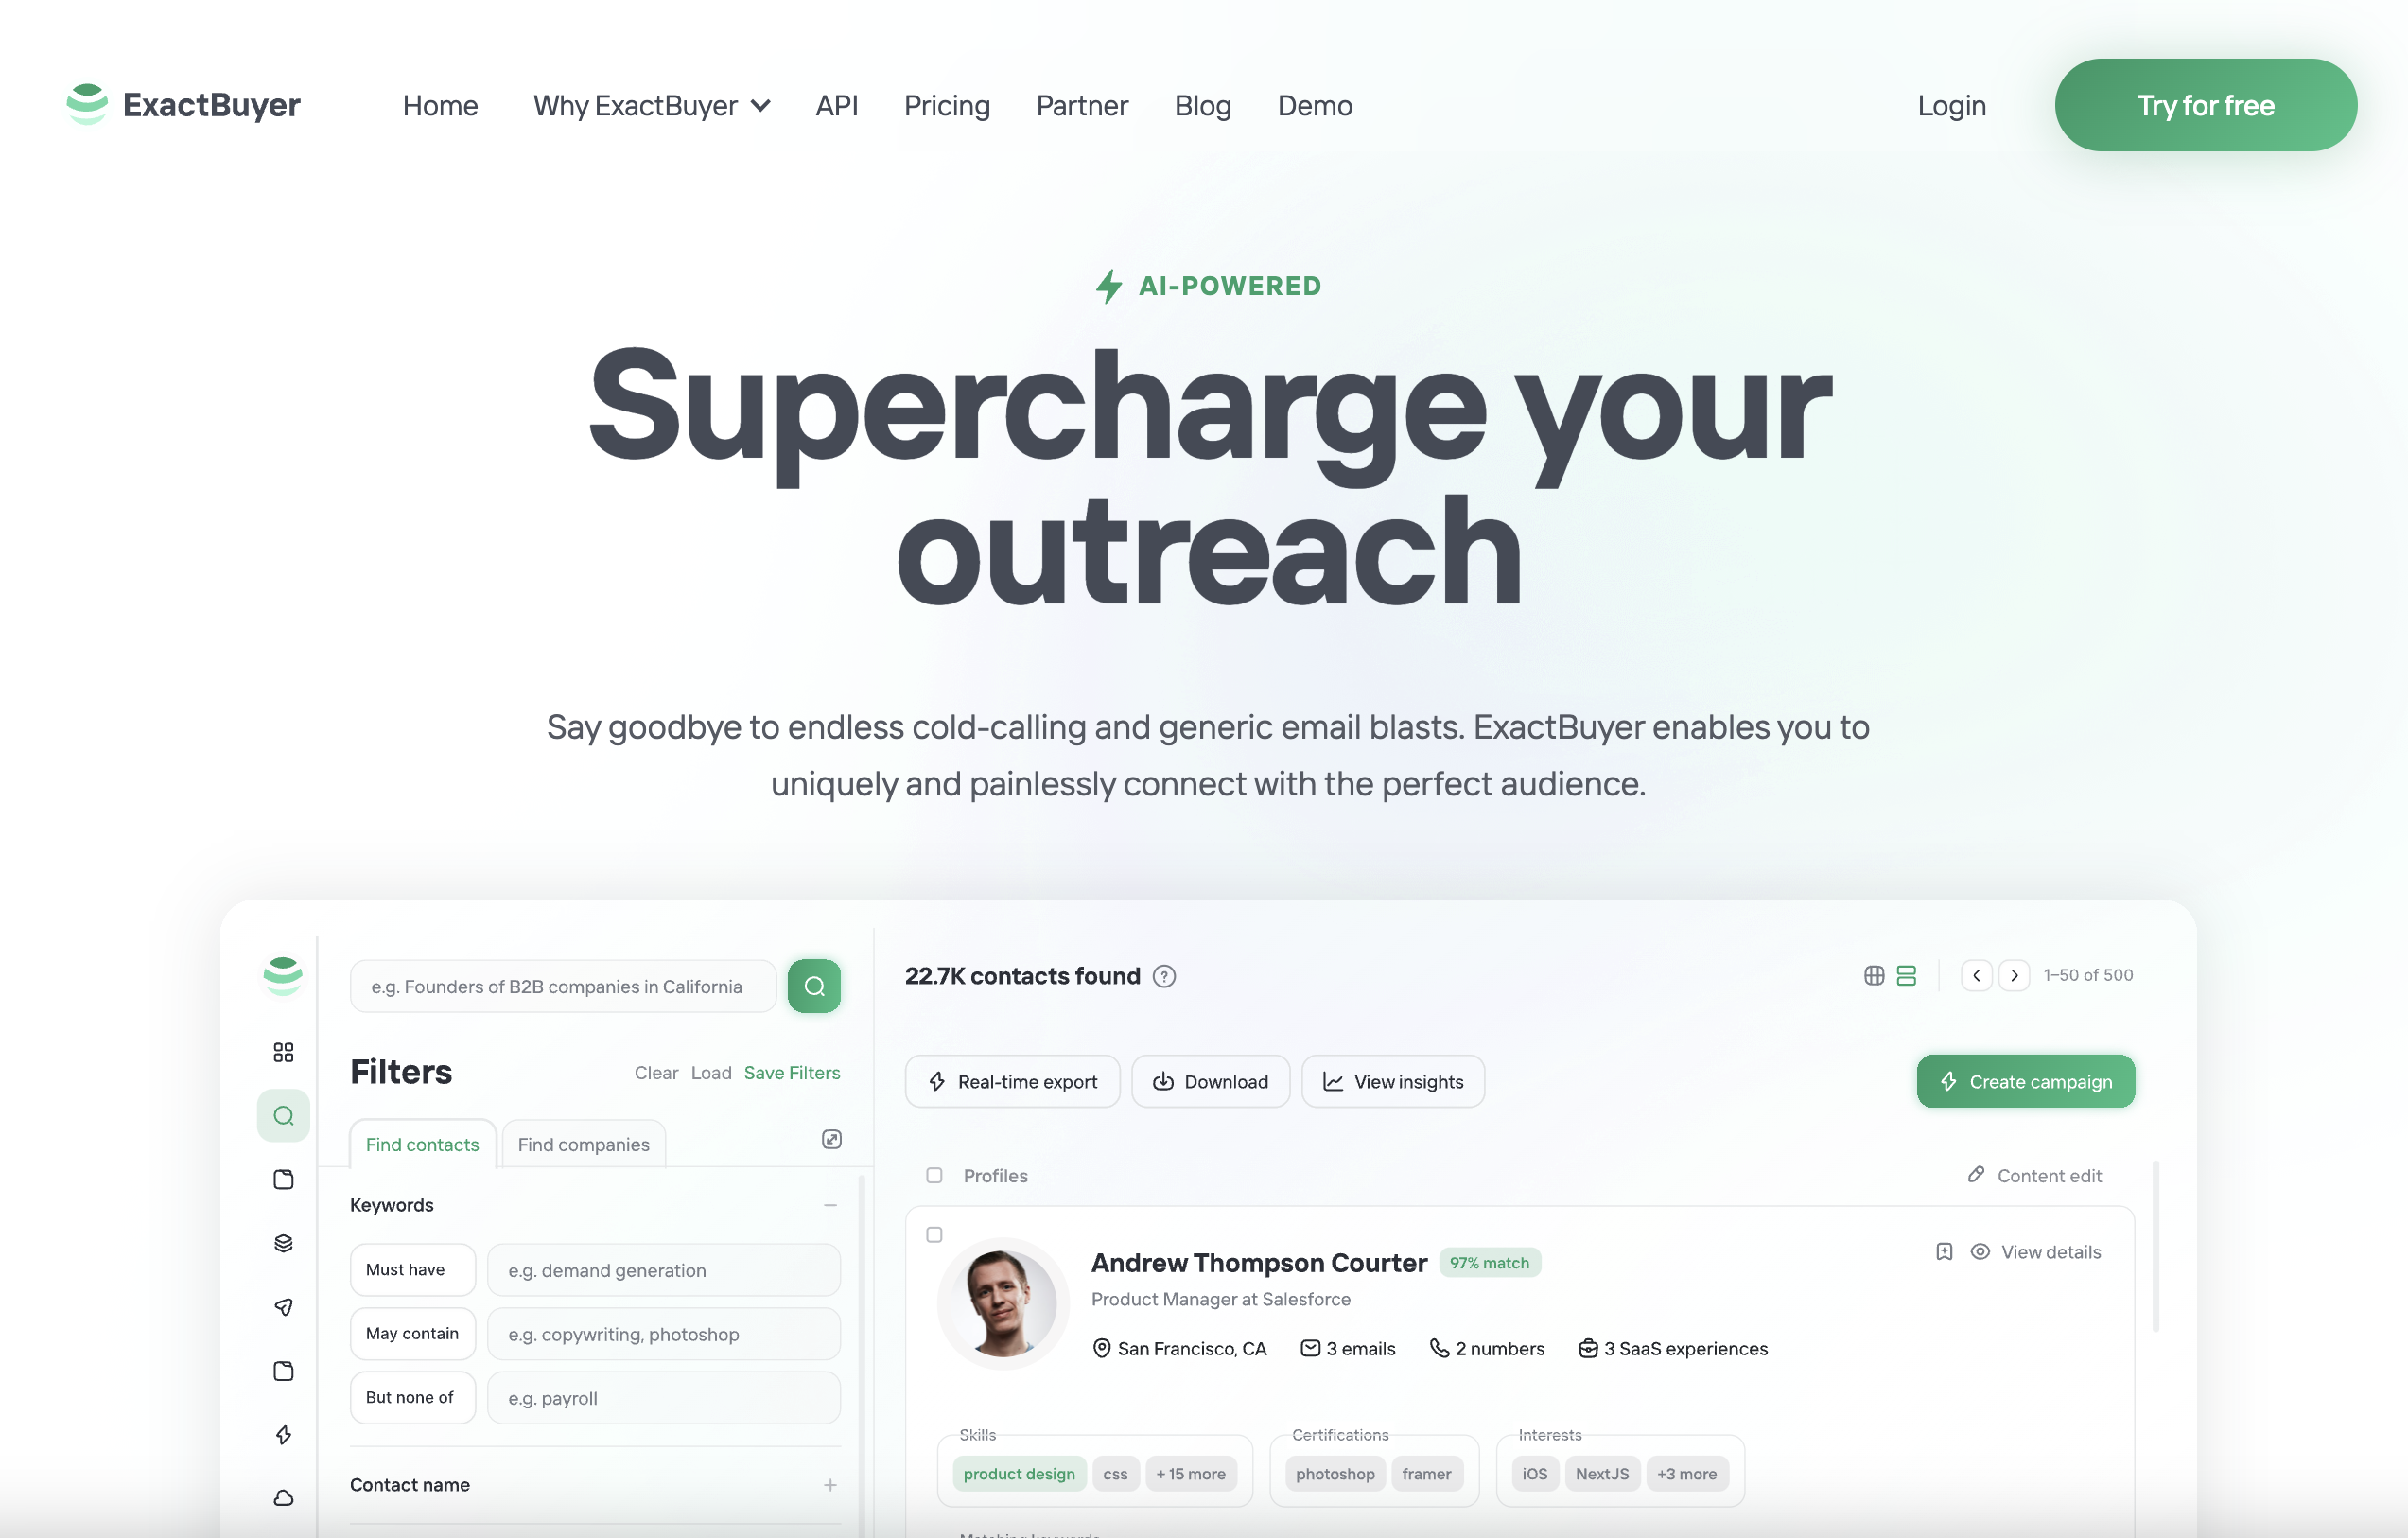 ExactBuyer
Home
Why ExactBuyer
API
Pricing
Partner
Blog
Demo
Login
Try for free
AI-POWERED
Supercharge your
outreach
Say goodbye to endless cold-calling and generic email blasts. ExactBuyer enables you to
uniquely and painlessly connect with the perfect audience.
e.g. Founders of B2B companies in California
Filters
Clear
Load
Save Filters
Find contacts
Find companies
Keywords
Must have
e.g. demand generation
May contain
e.g. copywriting, photoshop
But none of
e.g. payroll
Contact name
22.7K contacts found
1–50 of 500
Real-time export
Download
View insights
Create campaign
Profiles
Content edit
Andrew Thompson Courter
97% match
View details
Product Manager at Salesforce
San Francisco, CA
3 emails
2 numbers
3 SaaS experiences
Skills
product design
css
+ 15 more
Certifications
photoshop
framer
Interests
iOS
NextJS
+3 more